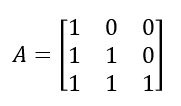 A = [1 0 0
1 1 0
1 1 1]